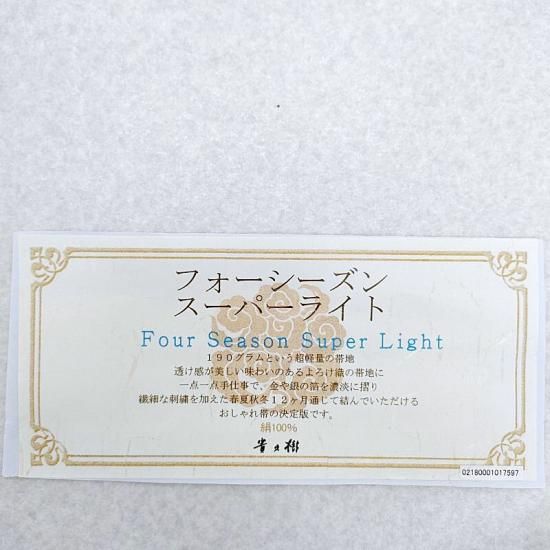 フォーシーズン
スーパーライト
Four Season Super Light
190グラムという超軽量の帯地
透け感が美しい味わいのあるよろけ織の帯地に
一点一点手仕事で、金や銀の箔を濃淡に摺り
繊細な刺繍を加えた春夏秋冬12ヶ月通じて結んでいただける
おしゃれ帯の決定版です。
絹100%
02180001017597